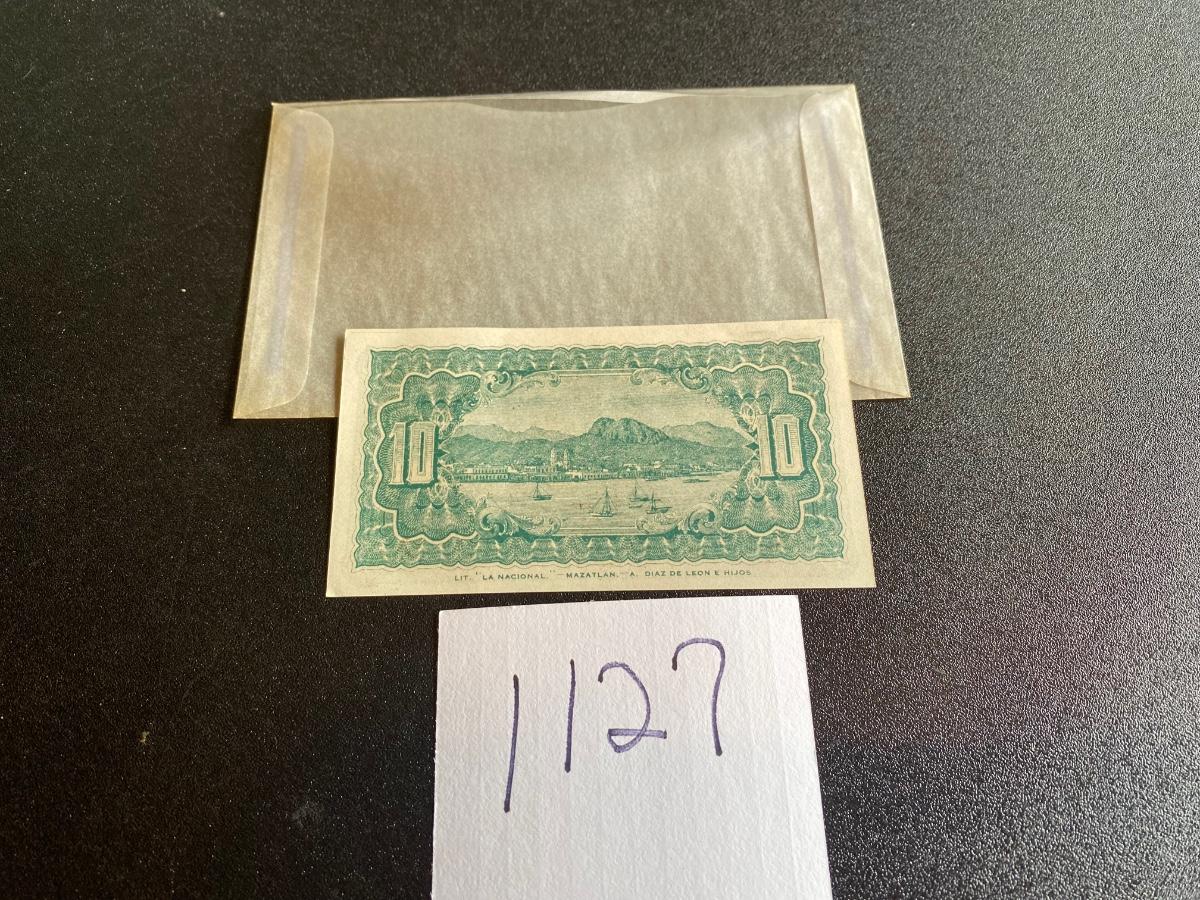 10 10
LIT. "LA NACIONAL." — MAZATLAN. — A. DIAZ DE LEON E HIJOS.
1127